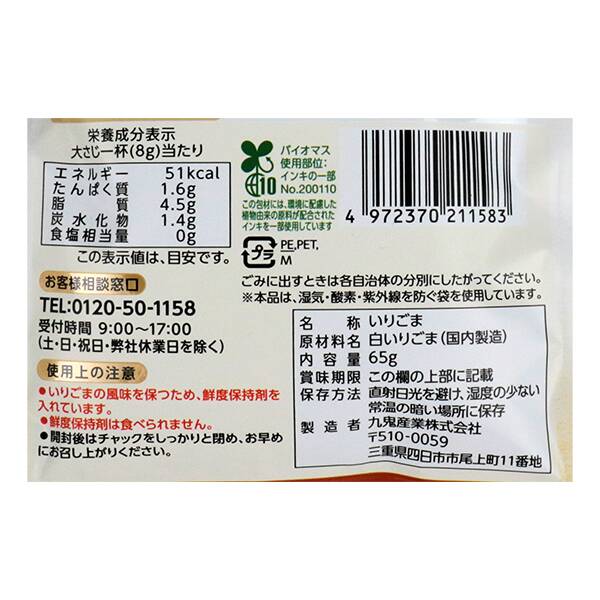 栄養成分表示
大さじ一杯(8g)当たり
エネルギー 51kcal
たんぱく質 1.6g
脂質 4.5g
炭水化物 1.4g
食塩相当量 0g
この表示値は、目安です。
お客様相談窓口
TEL:0120-50-1158
受付時間 9:00〜17:00
(土・日・祝日・弊社休業日を除く)
使用上の注意
●いりごまの風味を保つため、鮮度保持剤を
入れています。
●鮮度保持剤は食べられません。
●開封後はチャックをしっかりと閉め、お早め
にお召し上がりください。
バイオマス
使用部位:
インキの一部
No.200110
10
この包材には、環境に配慮した
植物由来の原料が配合された
インキを一部使用しています
プラ
PE,PET,
M
4 972370 211583
ごみに出すときは各自治体の分別にしたがってください。
※本品は、湿気・酸素・紫外線を防ぐ袋を使用しています。
名称 いりごま
原材料名 白いりごま(国内製造)
内容量 65g
賞味期限 この欄の上部に記載
保存方法 直射日光を避け、湿度の少ない
常温の暗い場所に保存
製造者 九鬼産業株式会社
〒510-0059
三重県四日市市尾上町11番地